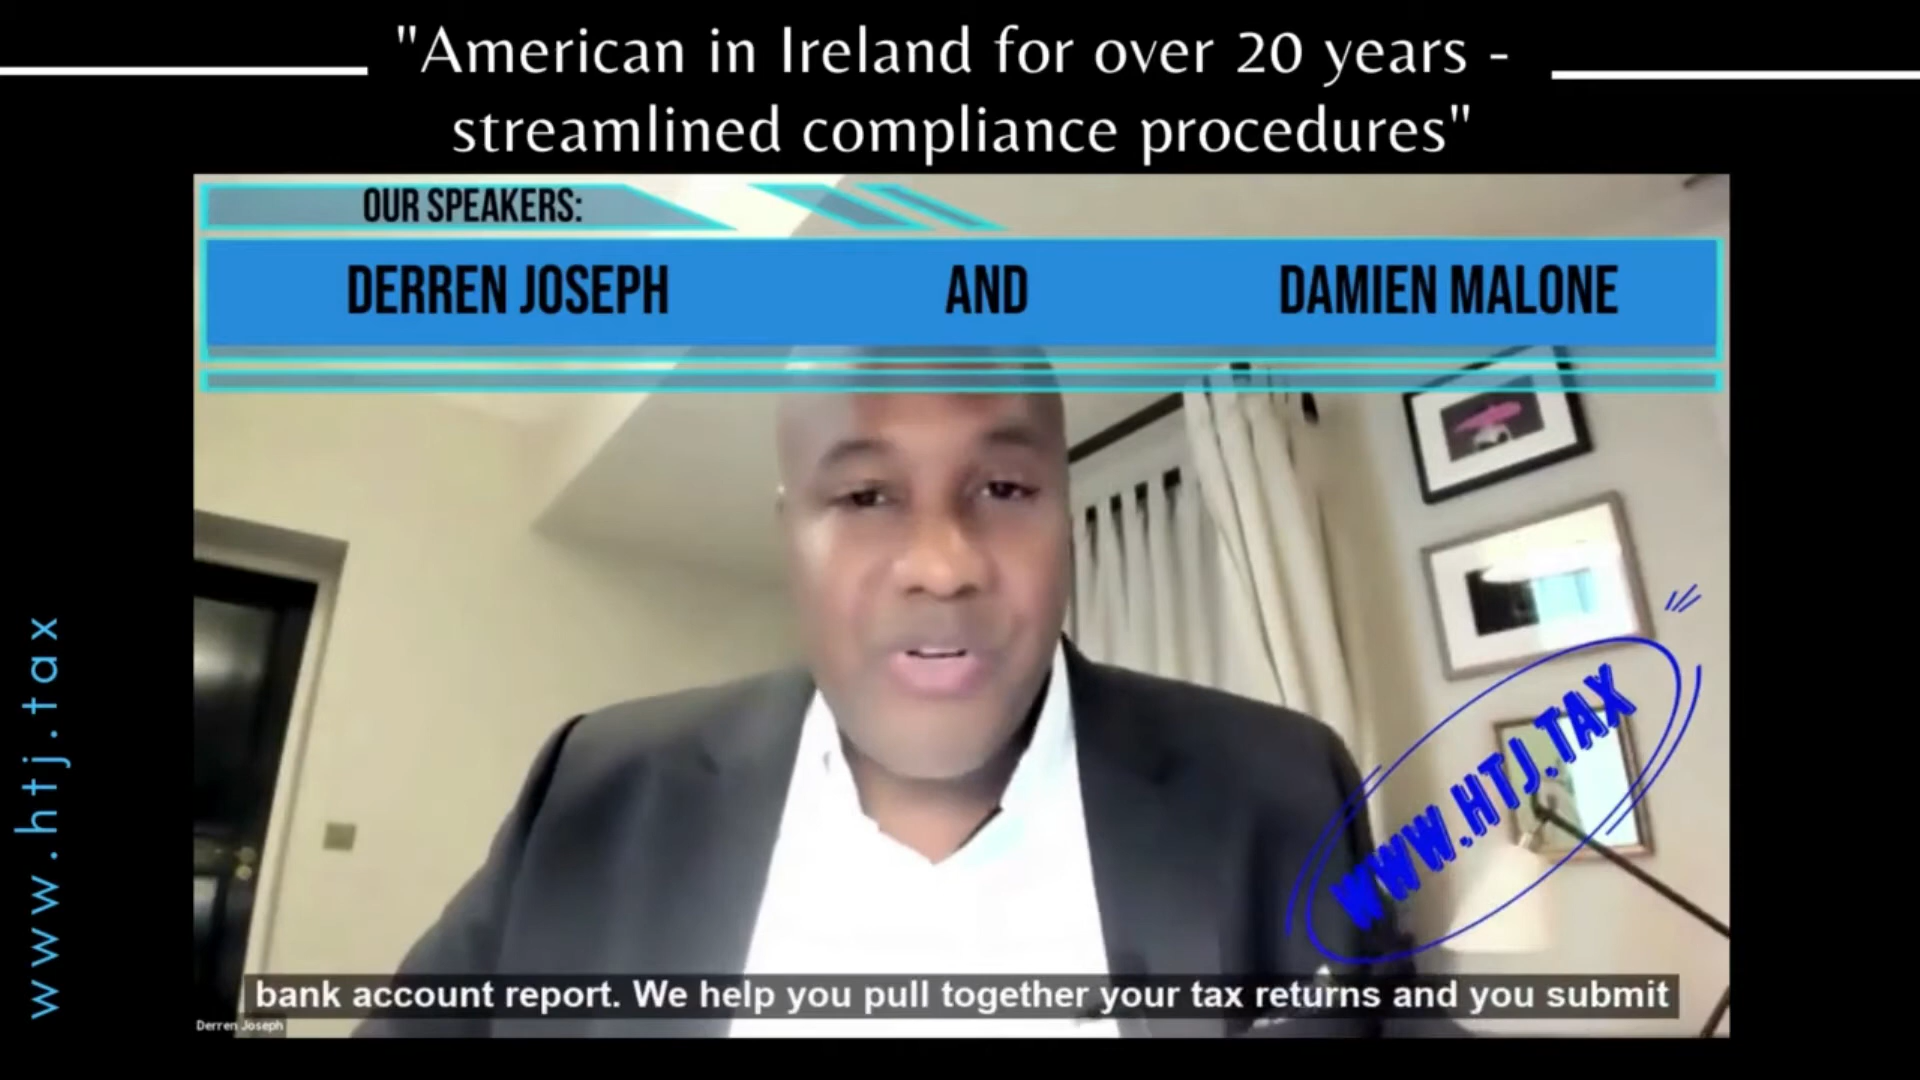 "American in Ireland for over 20 years -
streamlined compliance procedures"
OUR SPEAKERS:
DERREN JOSEPH AND DAMIEN MALONE
www.htj.tax
WWW.HTJ.TAX
bank account report. We help you pull together your tax returns and you submit
Derren Joseph